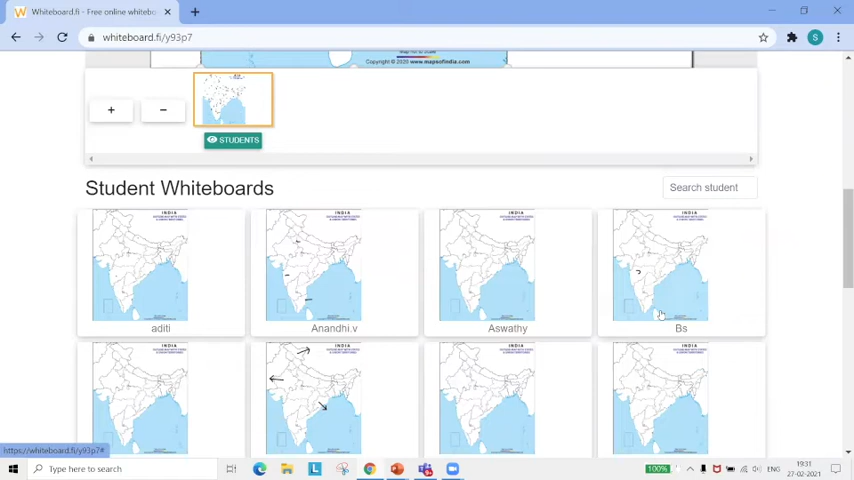 Whiteboard.fi - Free online whitebo
whiteboard.fi/y93p7
S
Copyright © 2020 www.mapsofindia.com
+
−
STUDENTS
Student Whiteboards
Search student
INDIA
INDIA
INDIA
INDIA
aditi
Anandhi.v
Aswathy
Bs
INDIA
INDIA
INDIA
INDIA
https://whiteboard.fi/y93p7#
Type here to search
100%
ENG
19:31
27-02-2021